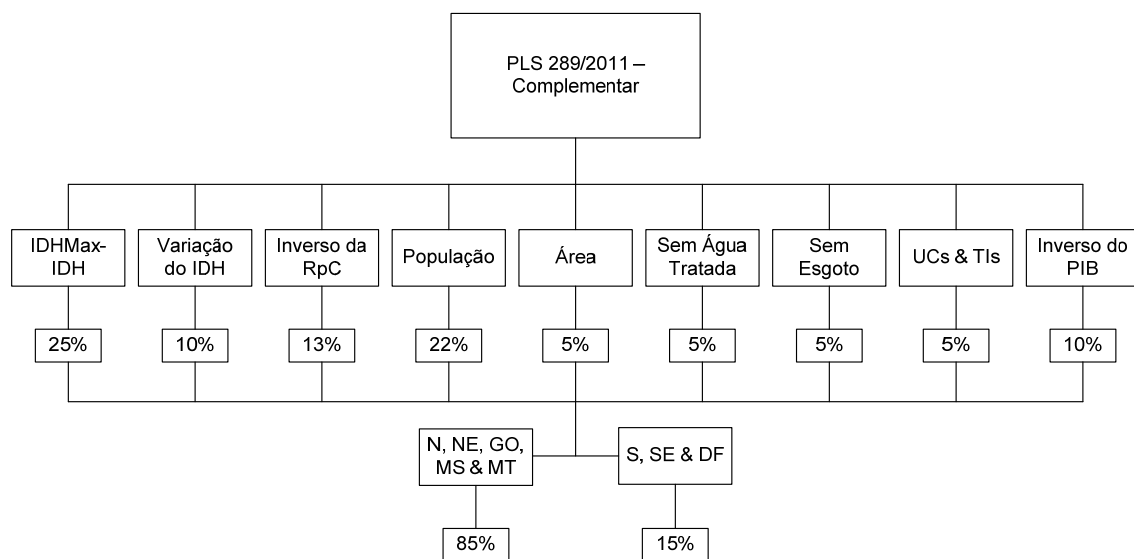 PLS 289/2011 –
Complementar
IDHMax-
IDH
Variação
do IDH
Inverso da
RpC
População
Área
Sem Água
Tratada
Sem
Esgoto
UCs & TIs
Inverso do
PIB
25%
10%
13%
22%
5%
5%
5%
5%
10%
N, NE, GO,
MS & MT
S, SE & DF
85%
15%